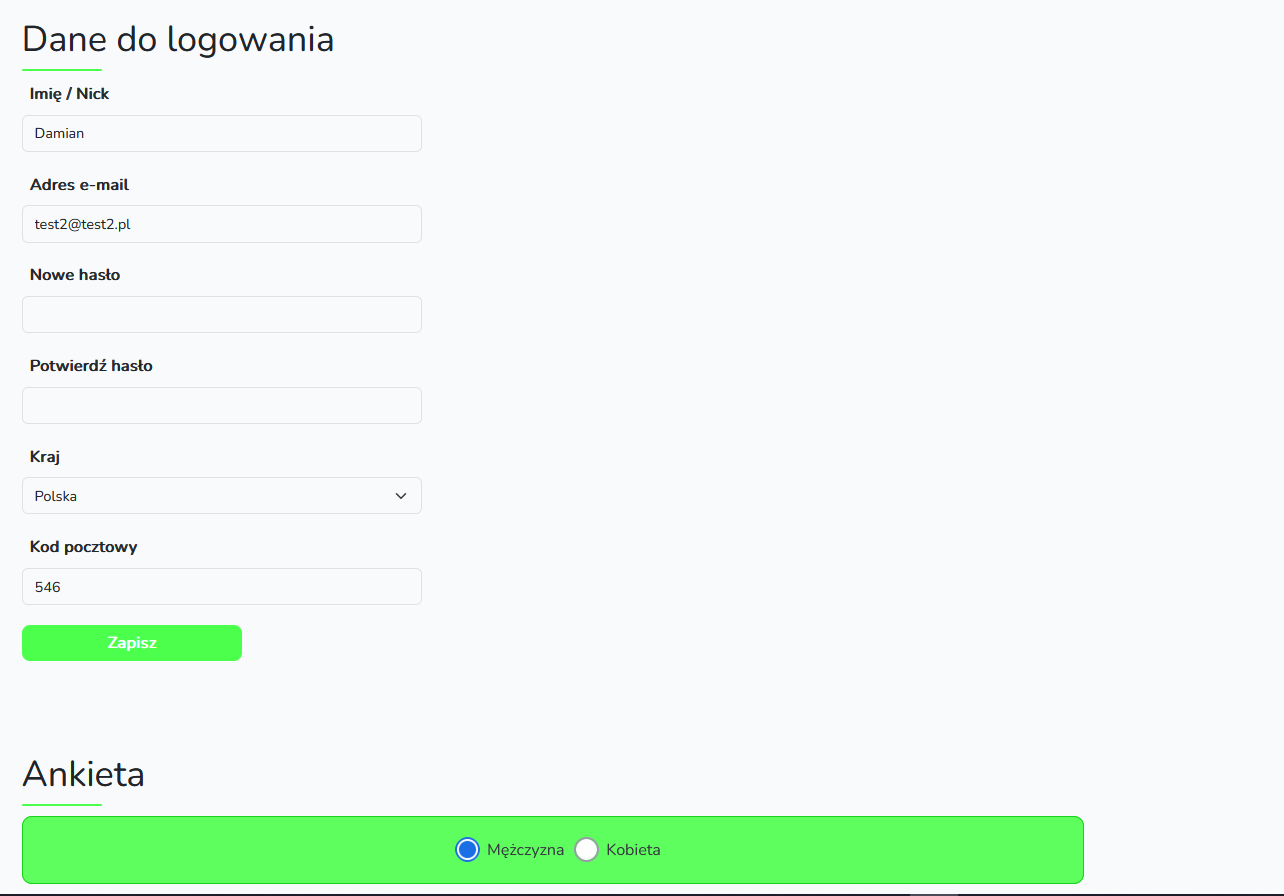 Dane do logowania
Imię / Nick
Damian
Adres e-mail
test2@test2.pl
Nowe hasło
Potwierdź hasło
Kraj
Polska
Kod pocztowy
546
Zapisz
Ankieta
Mężczyzna Kobieta